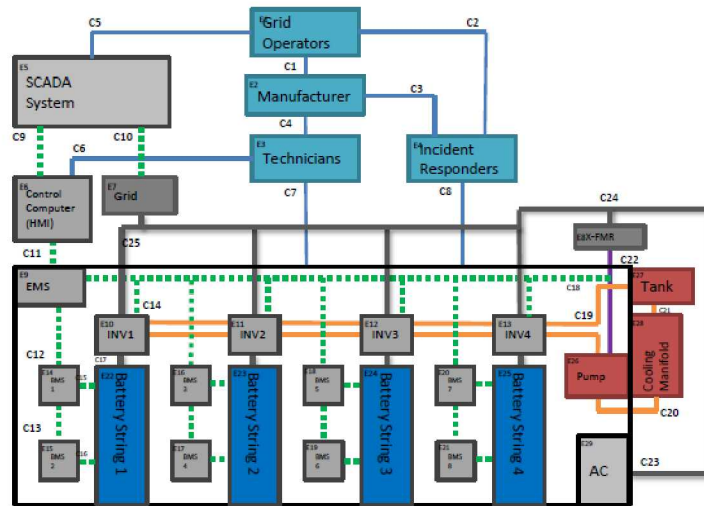 E1
Grid
Operators
C5
C2
C1
E5
SCADA
System
E2
Manufacturer
C3
C4
C9
C10
C6
E3
Technicians
E4
Incident
Responders
C7
C8
E6
Control
Computer
(HMI)
E7
Grid
C11
C25
C24
E8
X-FMR
C22
E9
EMS
C18
E27
Tank
C14
C19
C21
E10
INV1
E11
INV2
E12
INV3
E13
INV4
E28
Cooling
Manifold
C12
C17
E26
Pump
E14
BMS
1
C15
E22
Battery String 1
E16
BMS
3
E23
Battery String 2
E18
BMS
5
E24
Battery String 3
E20
BMS
7
E25
Battery String 4
C20
C13
E15
BMS
2
C16
E17
BMS
4
E19
BMS
6
E21
BMS
8
E29
AC
C23